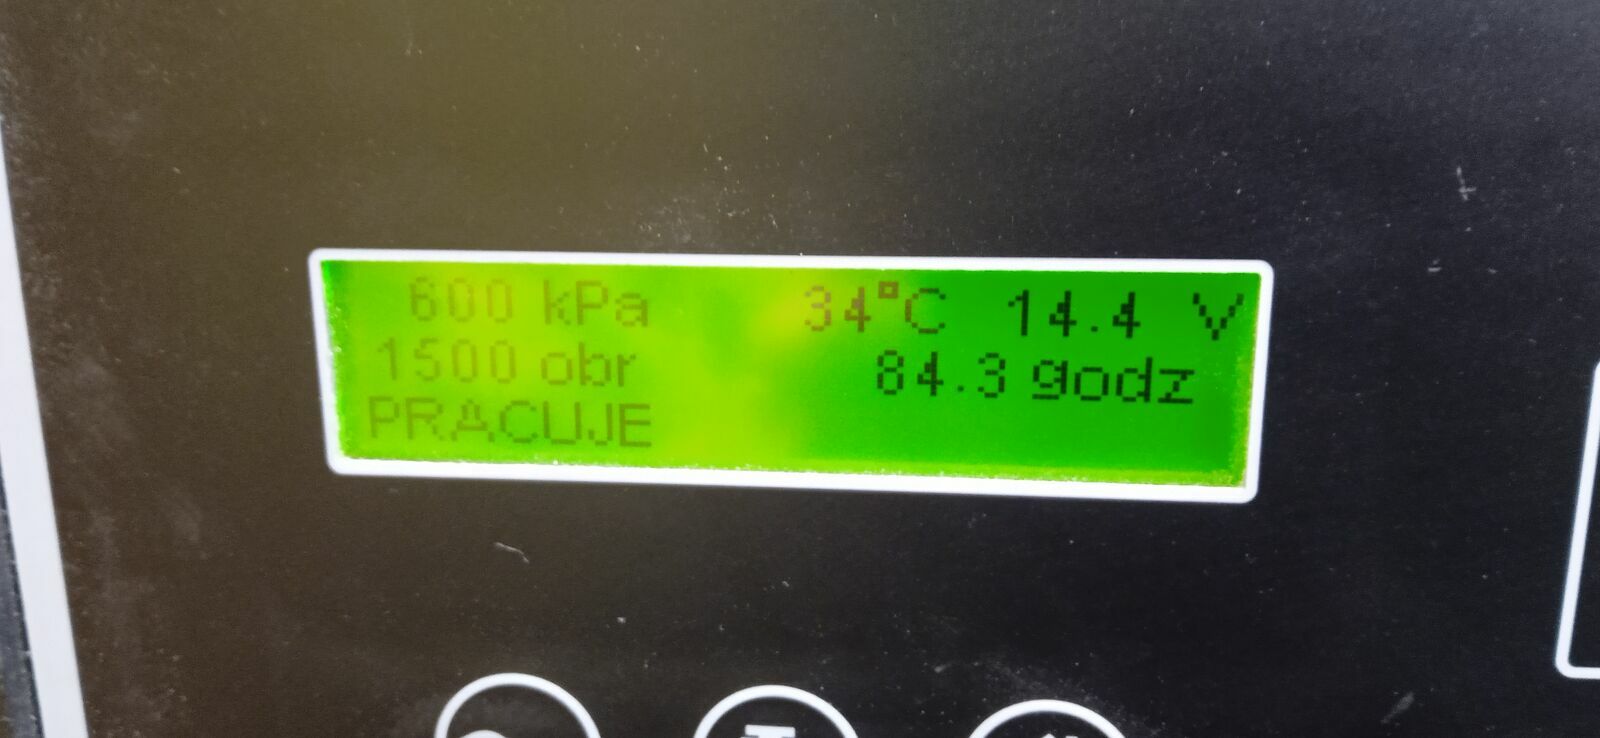 600 kPa 34°C 14.4 V
1500 obr 84.3 godz
PRACUJE